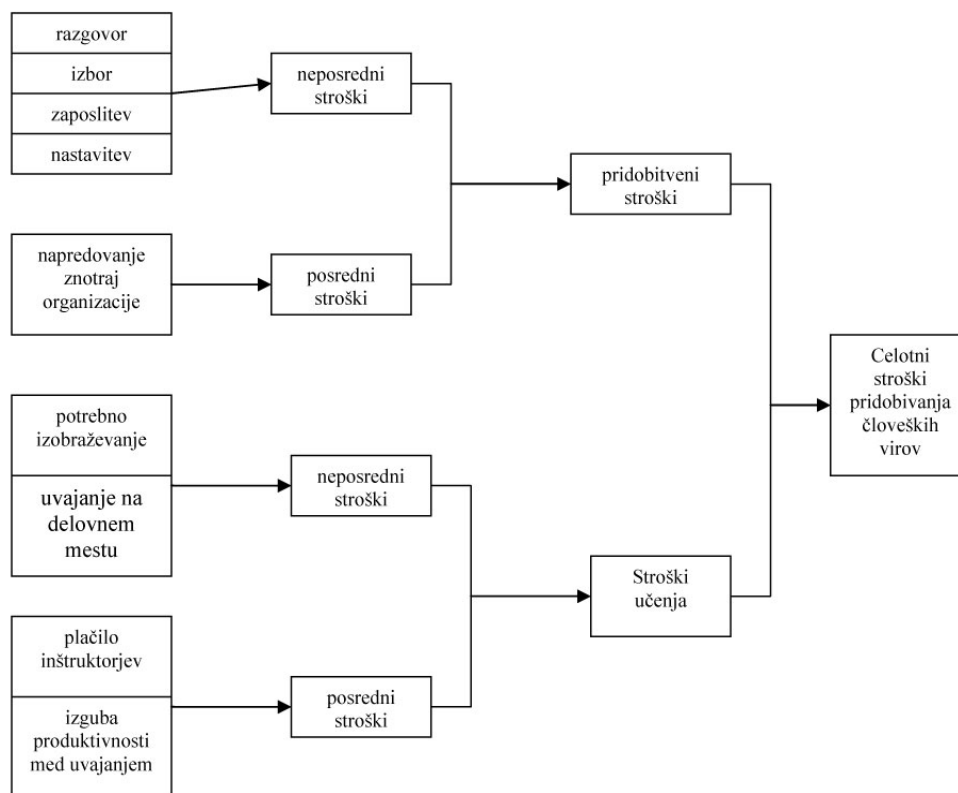 razgovor
izbor
zaposlitev
nastavitev
neposredni
stroški
pridobitveni
stroški
napredovanje
znotraj
organizacije
posredni
stroški
Celotni
stroški
pridobivanja
človeških
virov
potrebno
izobraževanje
uvajanje na
delovnem
mestu
neposredni
stroški
Stroški
učenja
plačilo
inštruktorjev
izguba
produktivnosti
med uvajanjem
posredni
stroški